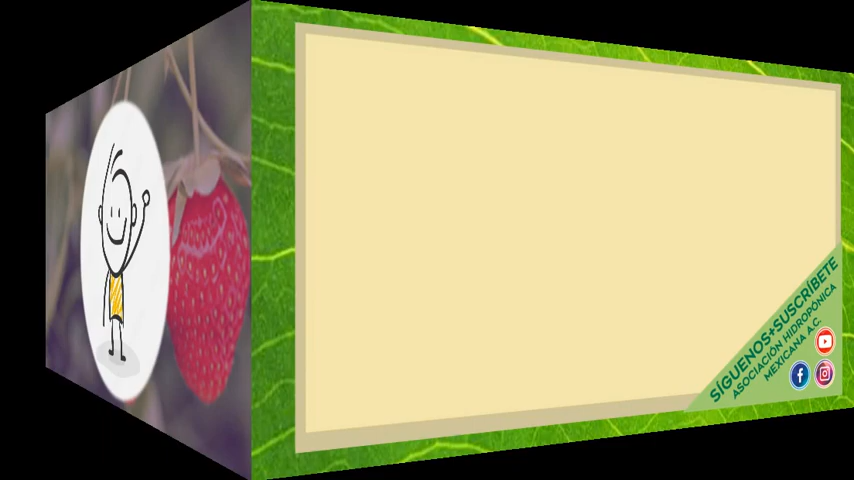 SÍGUENOS+SUSCRÍBETE
ASOCIACIÓN HIDROPÓNICA
MEXICANA A.C.